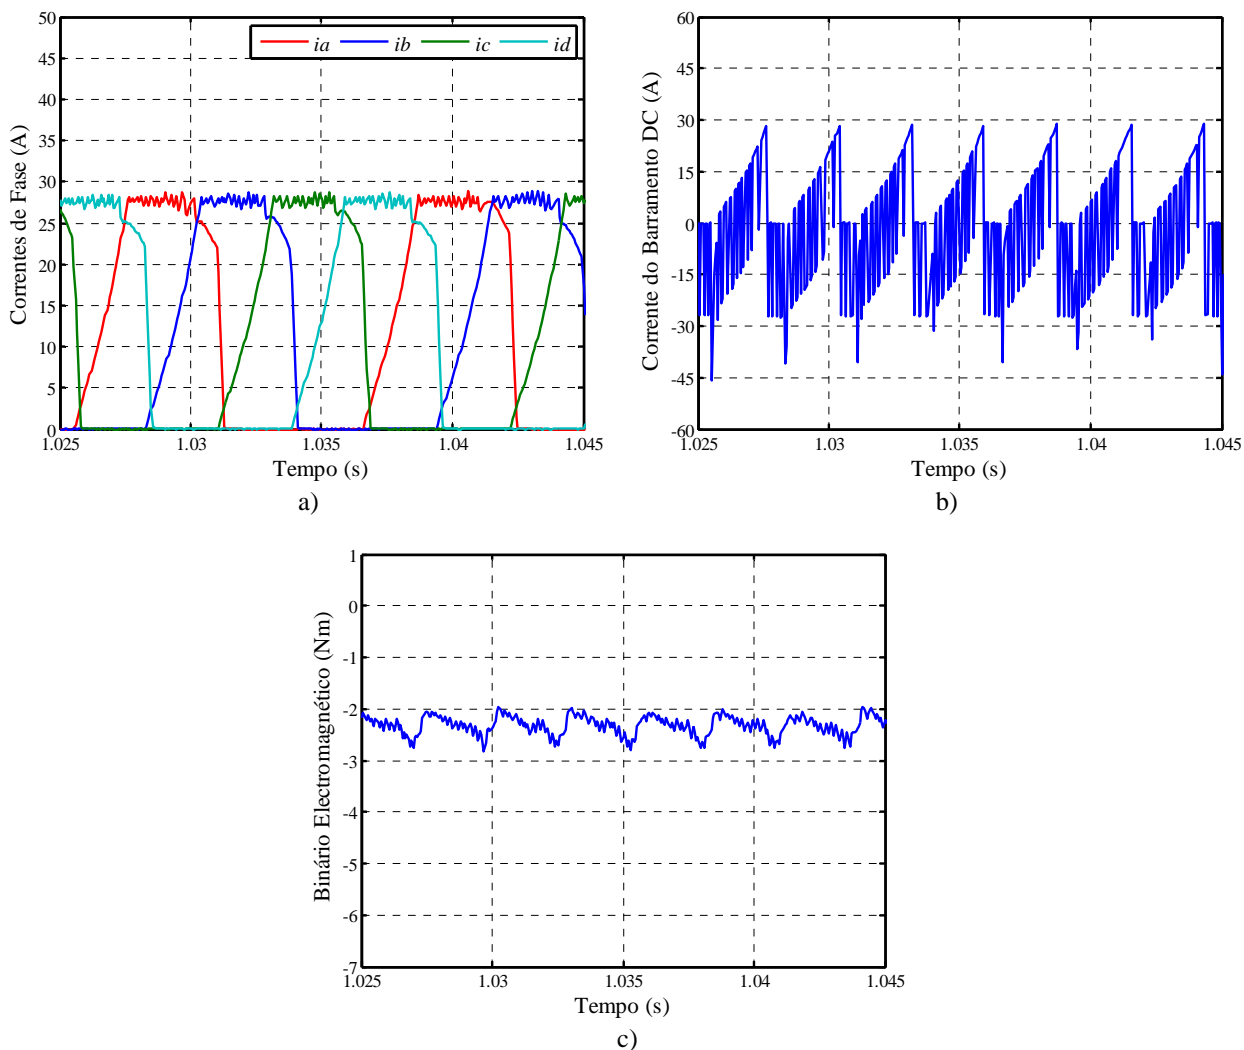 50
45
40
35
30
25
20
15
10
5
0
Correntes de Fase (A)
ia ib ic id
1.025 1.03 1.035 1.04 1.045
Tempo (s)
a)
60
45
30
15
0
-15
-30
-45
-60
Corrente do Barramento DC (A)
1.025 1.03 1.035 1.04 1.045
Tempo (s)
b)
1
0
-1
-2
-3
-4
-5
-6
-7
Binário Electromagnético (Nm)
1.025 1.03 1.035 1.04 1.045
Tempo (s)
c)